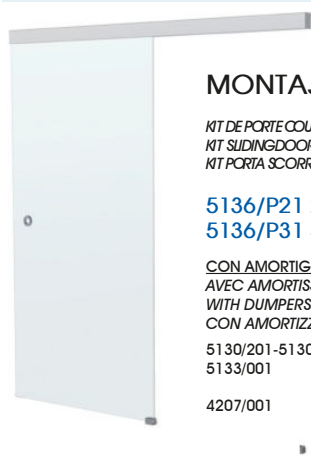 MONTAJ
KIT DE PORTE COU
KIT SLIDINGDOOR
KIT PORTA SCORR
5136/P21
5136/P31
CON AMORTIG
AVEC AMORTIS
WITH DUMPERS
CON AMORTIZZ
5130/201-5130
5133/001
4207/001